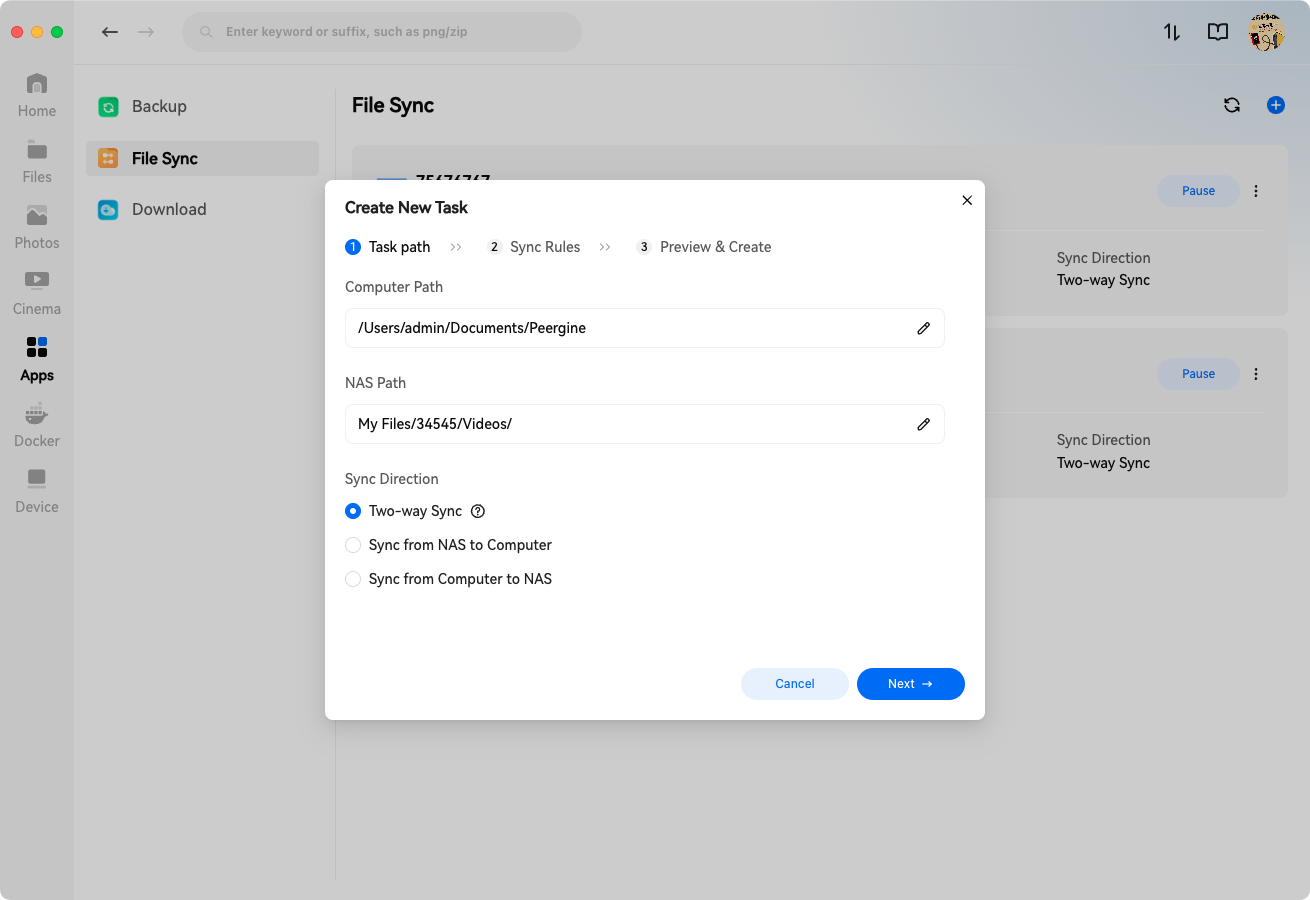 Enter keyword or suffix, such as png/zip
Home
Files
Photos
Cinema
Apps
Docker
Device
Backup
File Sync
Download
File Sync
Pause
Sync Direction
Two-way Sync
Pause
Sync Direction
Two-way Sync
Create New Task
1 Task path
2 Sync Rules
3 Preview & Create
Computer Path
/Users/admin/Documents/Peergine
NAS Path
My Files/34545/Videos/
Sync Direction
Two-way Sync
Sync from NAS to Computer
Sync from Computer to NAS
Cancel
Next